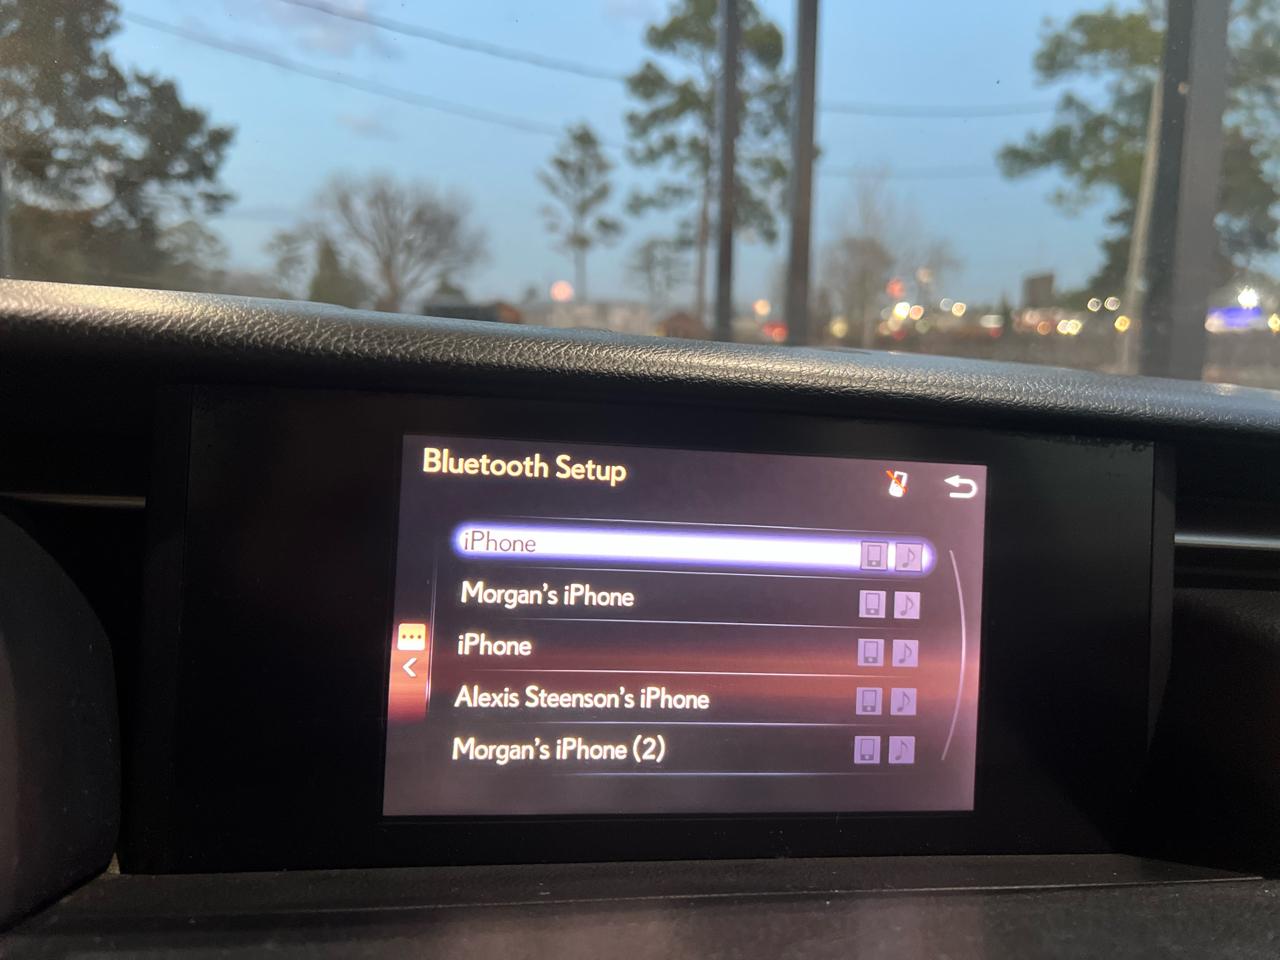 Bluetooth Setup
iPhone
Morgan's iPhone
iPhone
Alexis Steenson's iPhone
Morgan's iPhone (2)